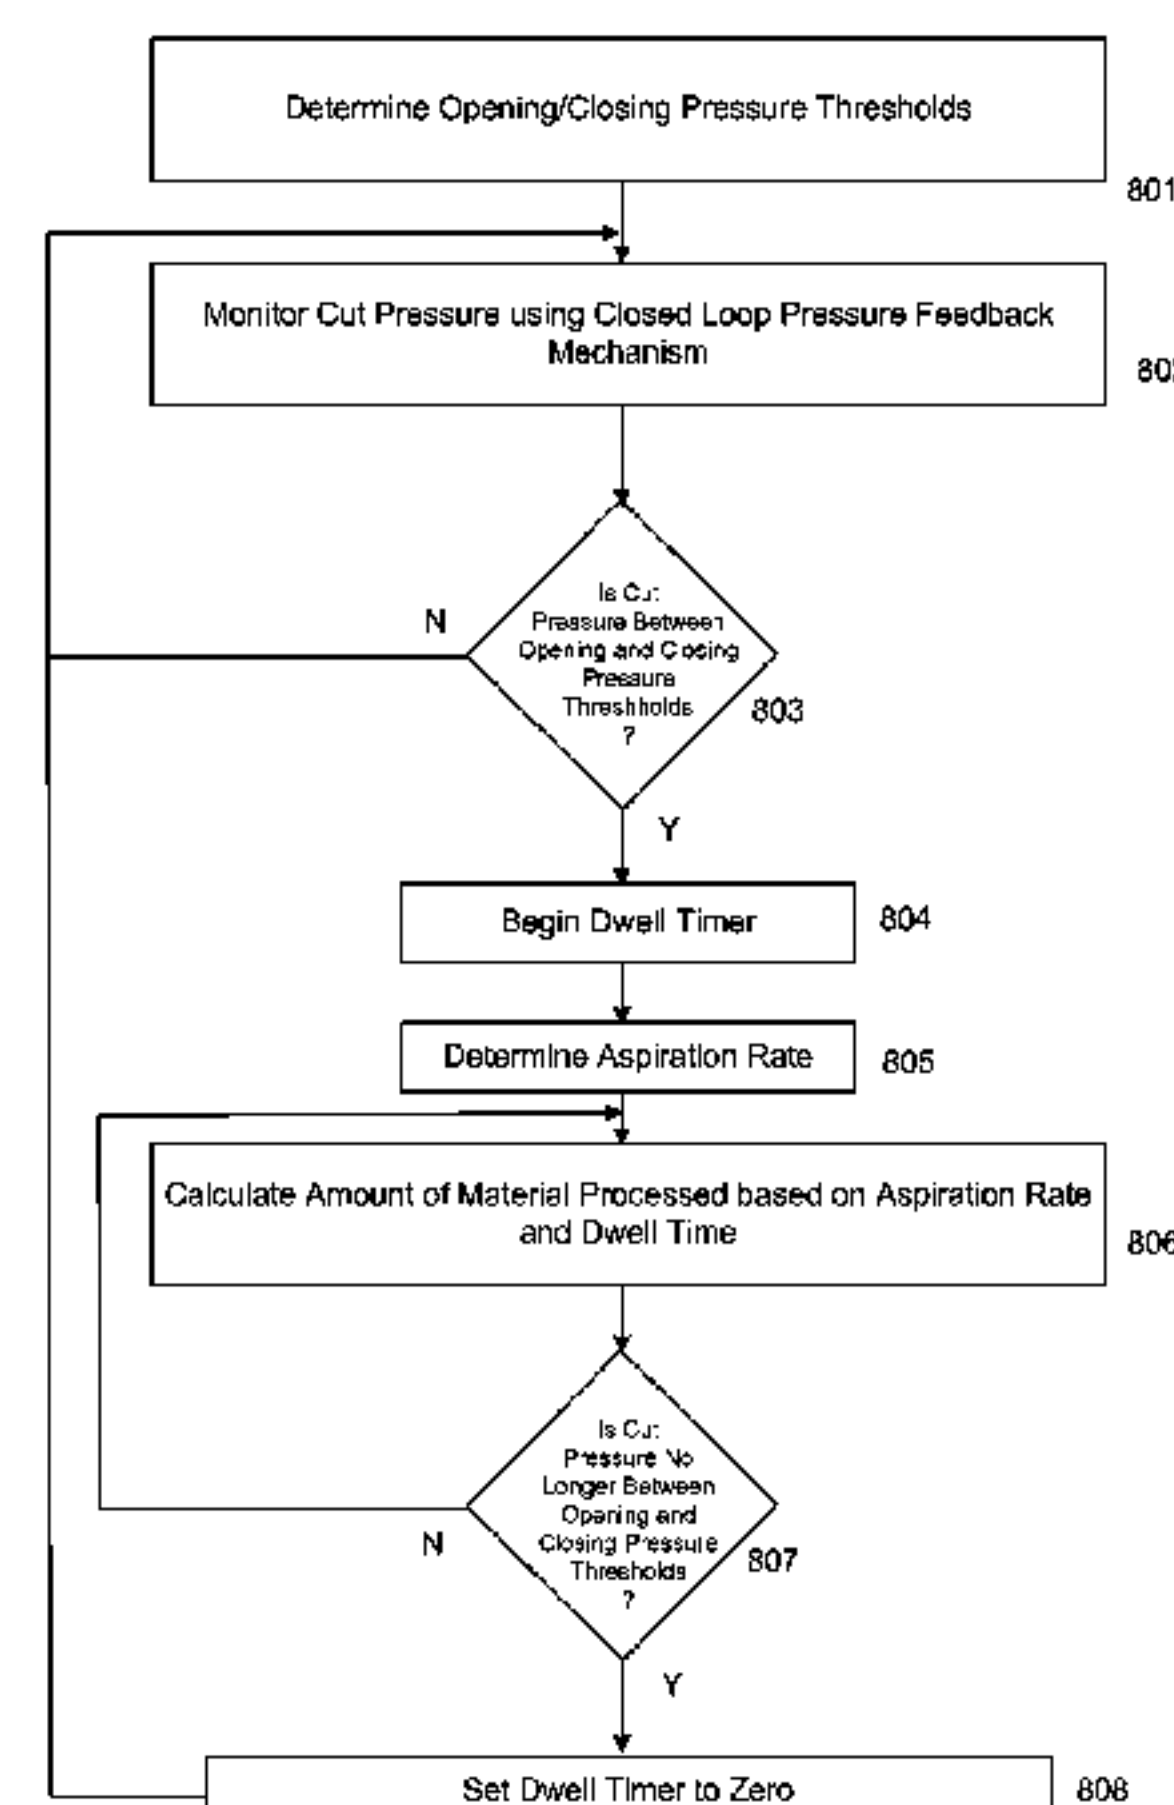 Determine Opening/Closing Pressure Thresholds
801
Monitor Cut Pressure using Closed Loop Pressure Feedback
Mechanism
N
Is Cut
Pressure Between
Opening and Closing
Pressure
Threshholds
?
803
Y
Begin Dwell Timer
804
Determine Aspiration Rate
805
Calculate Amount of Material Processed based on Aspiration Rate
and Dwell Time
806
Is Cut
Pressure No
Longer Between
Opening and
Closing Pressure
Thresholds
?
N
807
Y
Set Dwell Timer to Zero
808